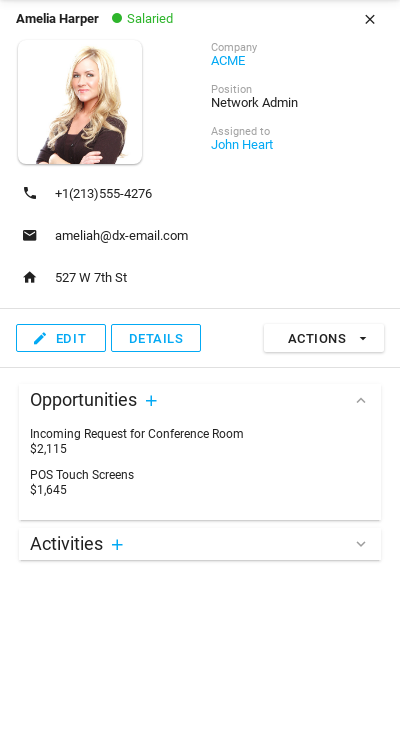 Amelia Harper Salaried
Company
ACME
Position
Network Admin
Assigned to
John Heart
+1(213)555-4276
ameliah@dx-email.com
527 W 7th St
EDIT DETAILS ACTIONS
Opportunities
Incoming Request for Conference Room
$2,115
POS Touch Screens
$1,645
Activities